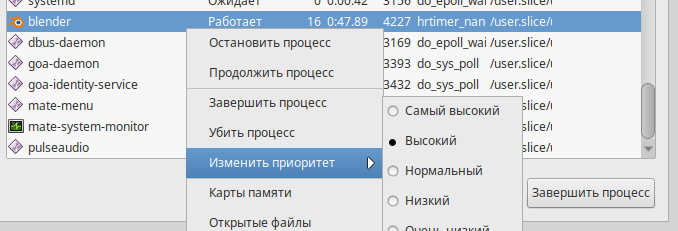 systemd Ожидает 0 0:00.42 3156 do_epoll_wai /user.slice/u
blender Работает 16 0:47.89 4227 hrtimer_nan /user.slice/u
dbus-daemon 3169 do_epoll_wai /user.slice/u
goa-daemon 3393 do_sys_poll /user.slice/u
goa-identity-service 3432 do_sys_poll /user.slice/u
mate-menu
mate-system-monitor
pulseaudio
Остановить процесс
Продолжить процесс
Завершить процесс
Убить процесс
Изменить приоритет
Карты памяти
Открытые файлы
Самый высокий
Высокий
Нормальный
Низкий
Очень низкий
Завершить процесс